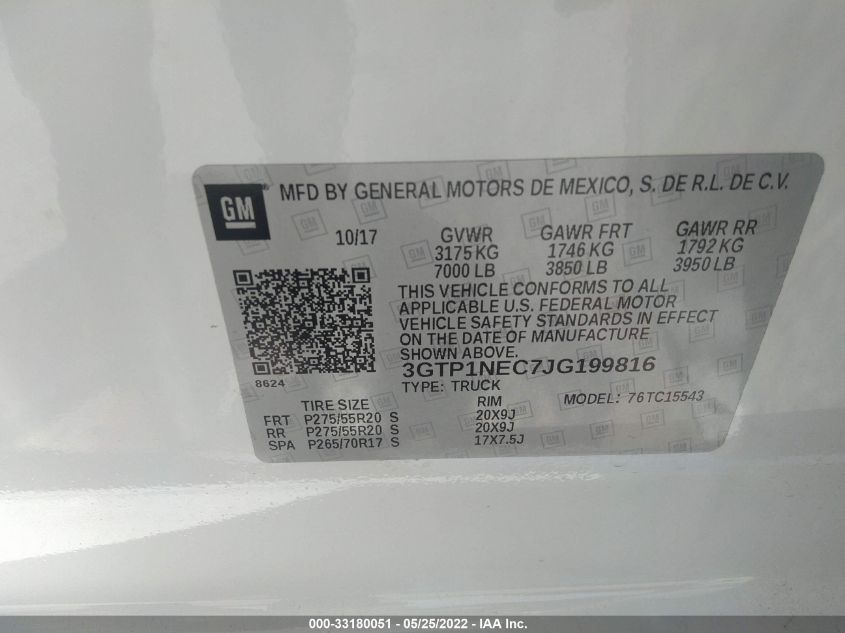 GM ® MFD BY GENERAL MOTORS DE MEXICO, S. DE R.L. DE C.V.
10/17 GVWR GAWR FRT GAWR RR
3175 KG 1746 KG 1792 KG
7000 LB 3850 LB 3950 LB
THIS VEHICLE CONFORMS TO ALL
APPLICABLE U.S. FEDERAL MOTOR
VEHICLE SAFETY STANDARDS IN EFFECT
ON THE DATE OF MANUFACTURE
SHOWN ABOVE.
3GTP1NEC7JG199816
8624 TYPE: TRUCK
TIRE SIZE RIM MODEL: 76TC15543
FRT P275/55R20 S 20X9J
RR P275/55R20 S 20X9J
SPA P265/70R17 S 17X7.5J
000-33180051 - 05/25/2022 - IAAI.COM